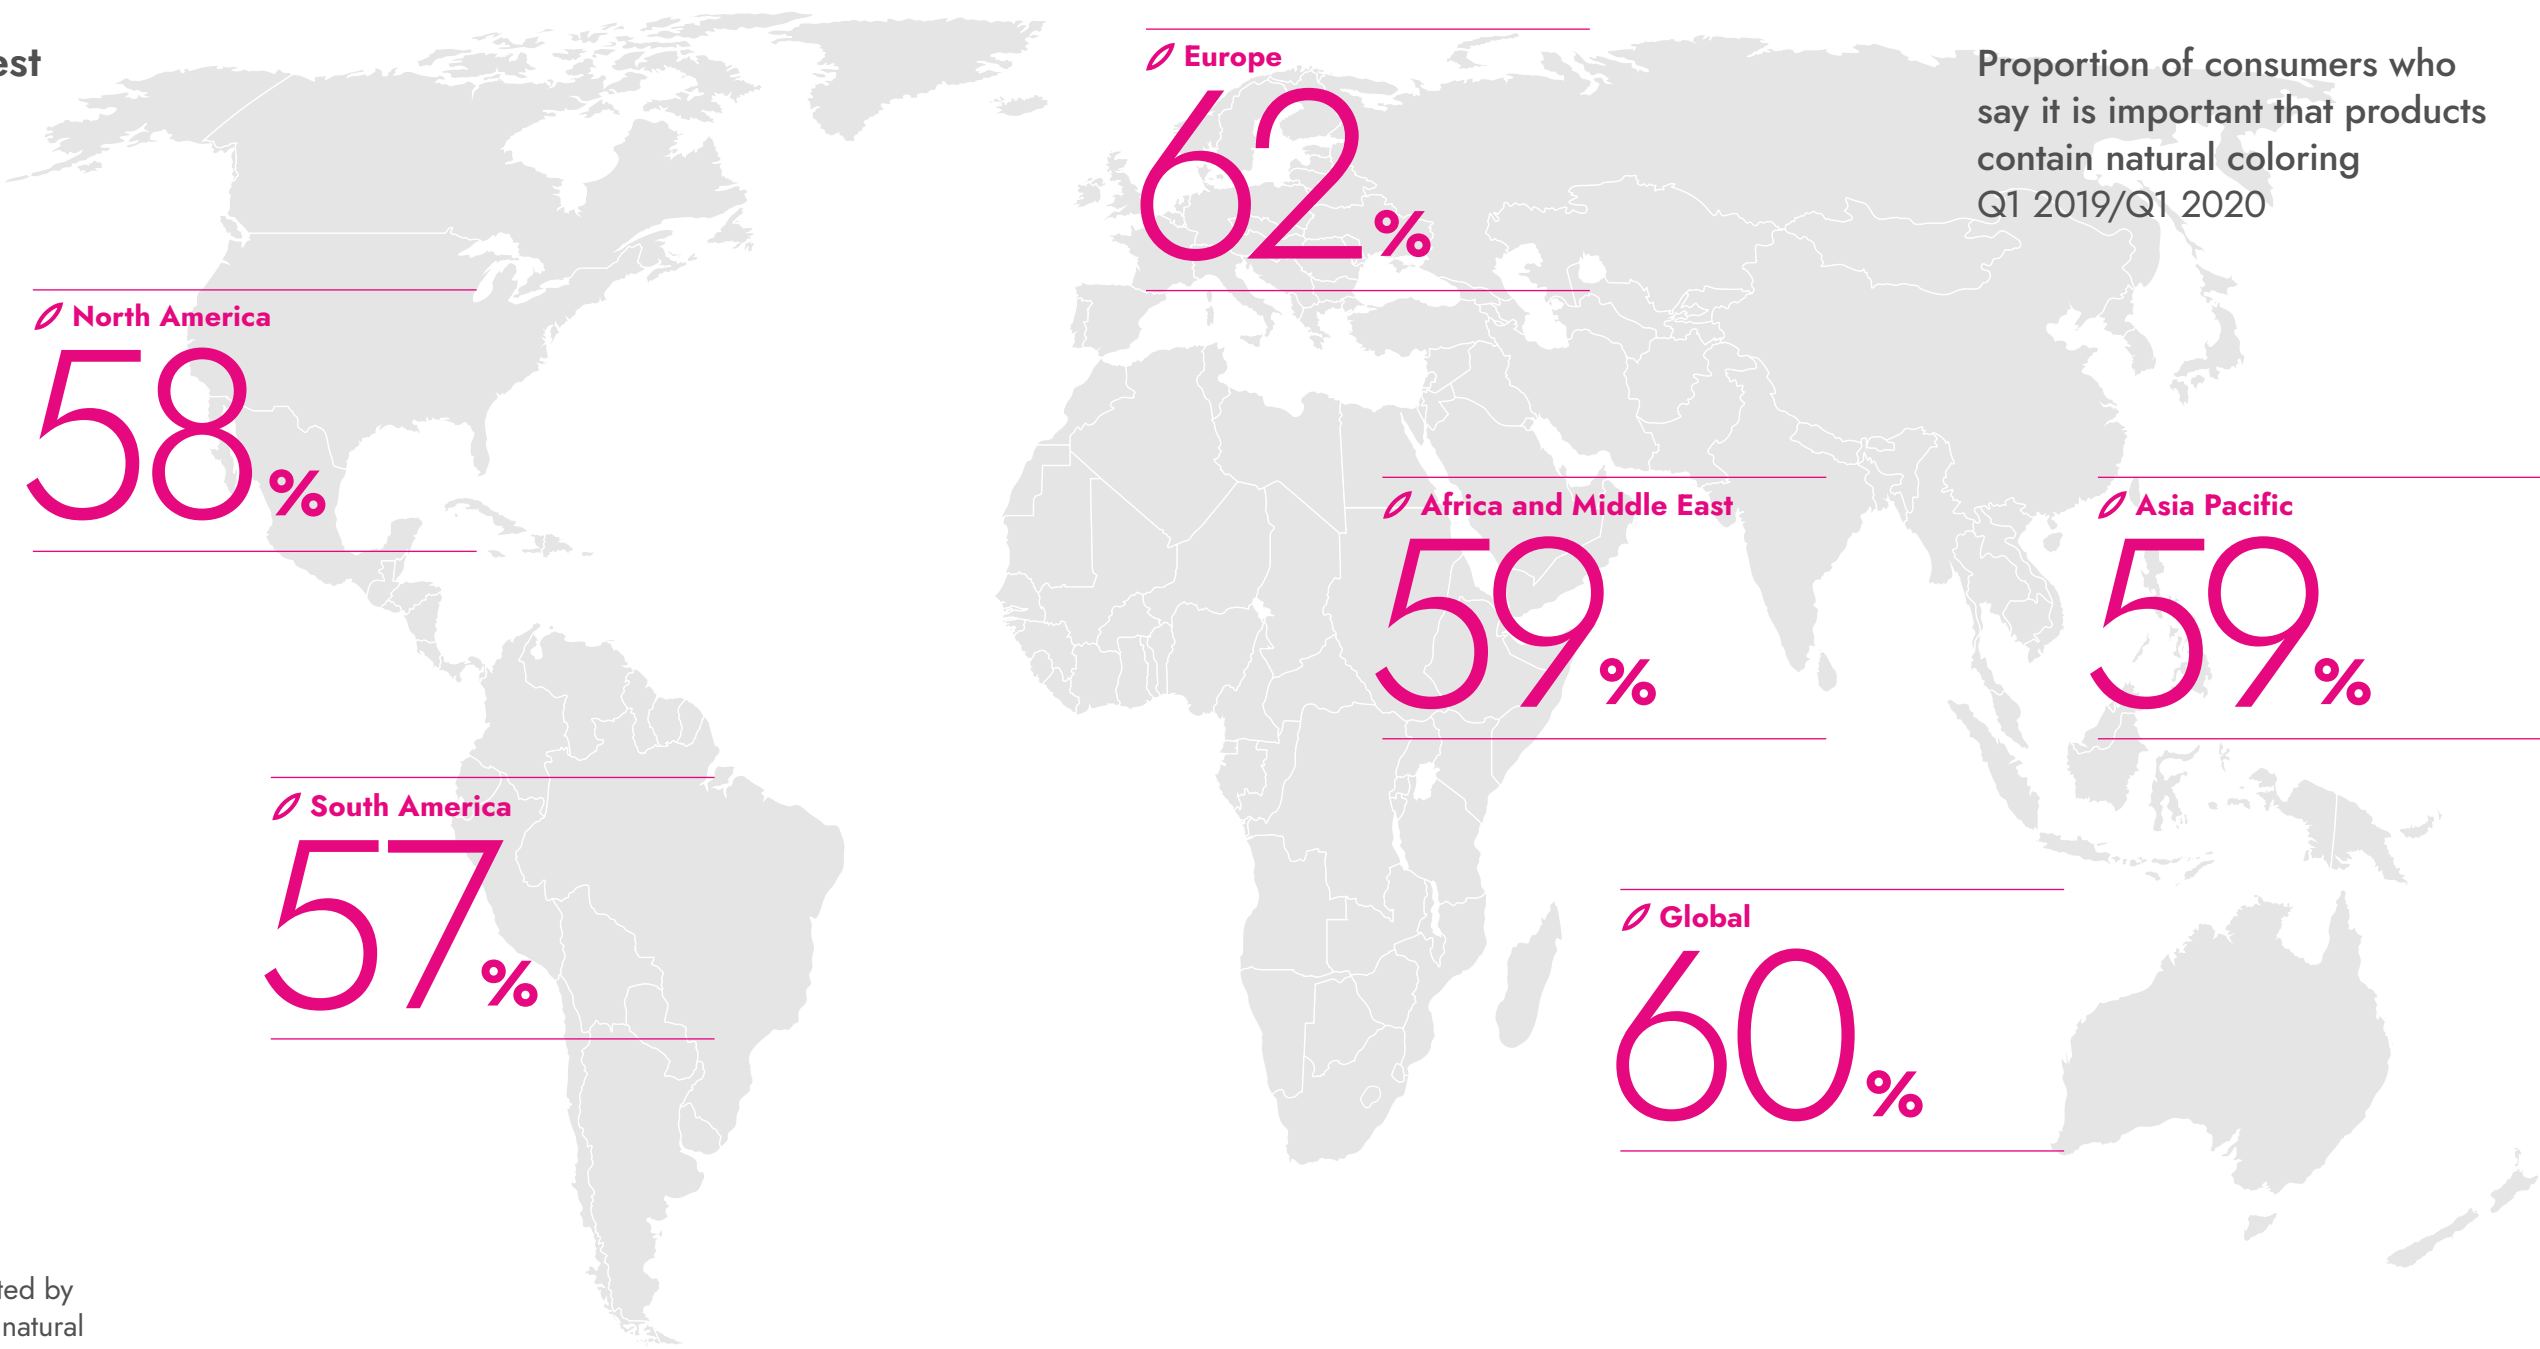 est
Europe
62%
Proportion of consumers who
say it is important that products
contain natural coloring
Q1 2019/Q1 2020
North America
58%
Africa and Middle East
59%
Asia Pacific
59%
South America
57%
Global
60%
ted by
natural